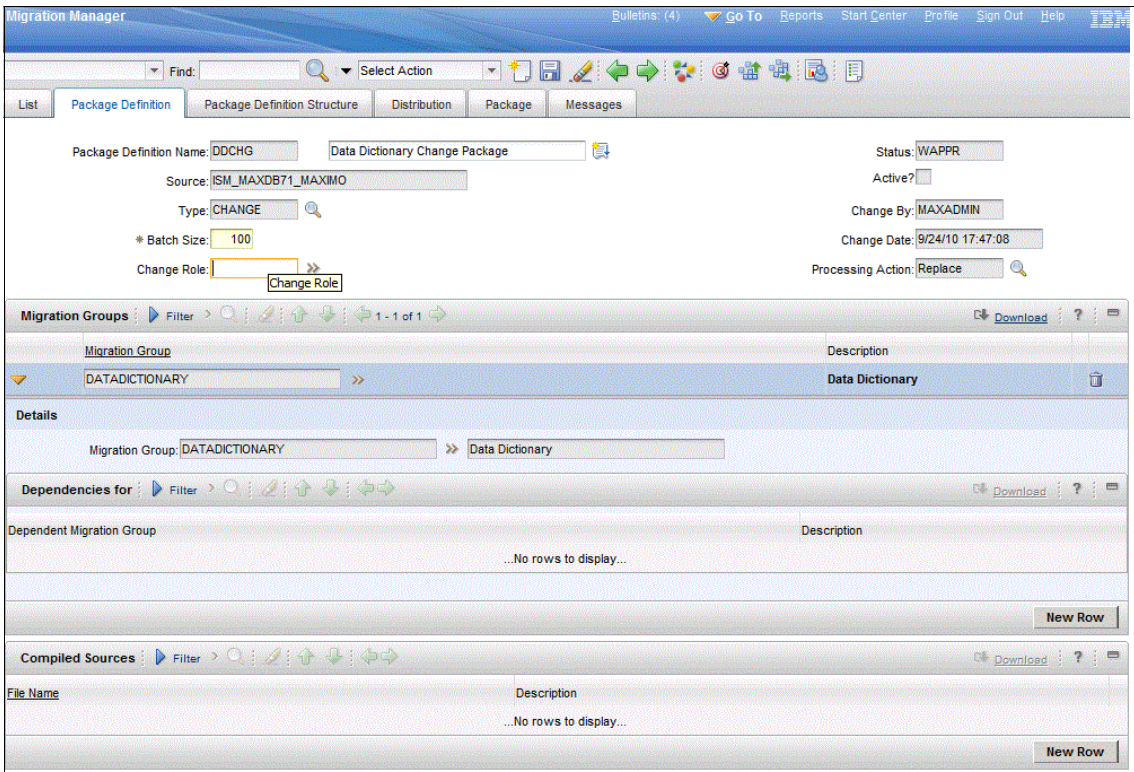 Migration Manager Bulletins: (4) Go To Reports Start Center Profile Sign Out Help IBM
Find: Select Action
List Package Definition Package Definition Structure Distribution Package Messages
Package Definition Name: DDCHG Data Dictionary Change Package Status: WAPPR
Source: ISM_MAXDB71_MAXIMO Active?
Type: CHANGE Change By: MAXADMIN
* Batch Size: 100 Change Date: 9/24/10 17:47:08
Change Role: Processing Action: Replace
Change Role
Migration Groups Filter 1 - 1 of 1 Download ?
Migration Group Description
DATADICTIONARY Data Dictionary
Details
Migration Group: DATADICTIONARY Data Dictionary
Dependencies for Filter Download ?
Dependent Migration Group Description
...No rows to display...
New Row
Compiled Sources Filter Download ?
File Name Description
...No rows to display...
New Row